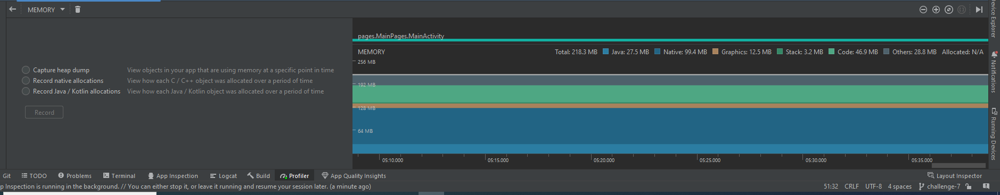 MEMORY
pages.MainPages.MainActivity
MEMORY
Total: 218.3 MB Java: 27.5 MB Native: 99.4 MB Graphics: 12.5 MB Stack: 3.2 MB Code: 46.9 MB Others: 28.8 MB Allocated: N/A
256 MB
192 MB
128 MB
64 MB
05:10.000 05:15.000 05:20.000 05:25.000 05:30.000 05:35.000
Capture heap dump View objects in your app that are using memory at a specific point in time
Record native allocations View how each C / C++ object was allocated over a period of time
Record Java / Kotlin allocations View how each Java / Kotlin object was allocated over a period of time
Record
Device Explorer
Notifications
Running Devices
Git TODO Problems Terminal App Inspection Logcat Build Profiler App Quality Insights Layout Inspector
p Inspection is running in the background. // You can either stop it, or leave it running and resume your session later. (a minute ago) 51:32 CRLF UTF-8 4 spaces challenge-7